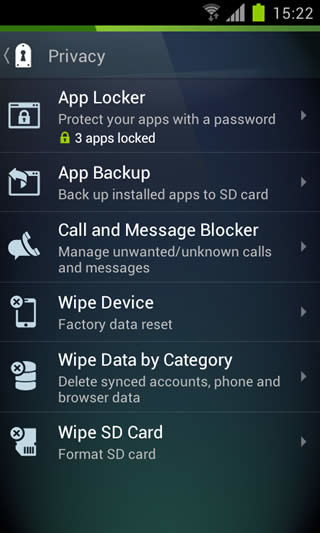 15:22
Privacy
App Locker
Protect your apps with a password
3 apps locked
App Backup
Back up installed apps to SD card
Call and Message Blocker
Manage unwanted/unknown calls
and messages
Wipe Device
Factory data reset
Wipe Data by Category
Delete synced accounts, phone and
browser data
Wipe SD Card
Format SD card